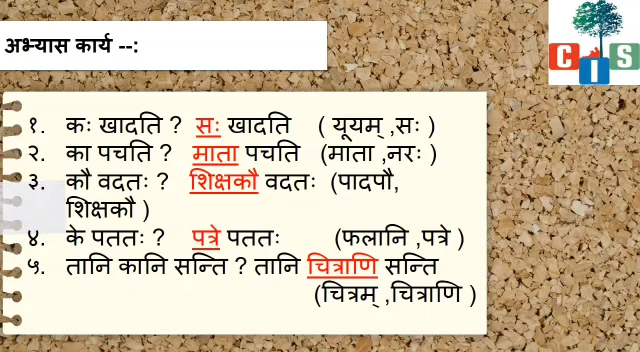 अभ्यास कार्य --:
CIS
१. कः खादति ? सः खादति ( यूयम् ,सः )
२. का पचति ? माता पचति (माता ,नरः )
३. कौ वदतः ? शिक्षकौ वदतः (पादपौ,
शिक्षकौ )
४. के पततः ? पत्रे पततः (फलानि ,पत्रे )
५. तानि कानि सन्ति ? तानि चित्राणि सन्ति
(चित्रम् ,चित्राणि )